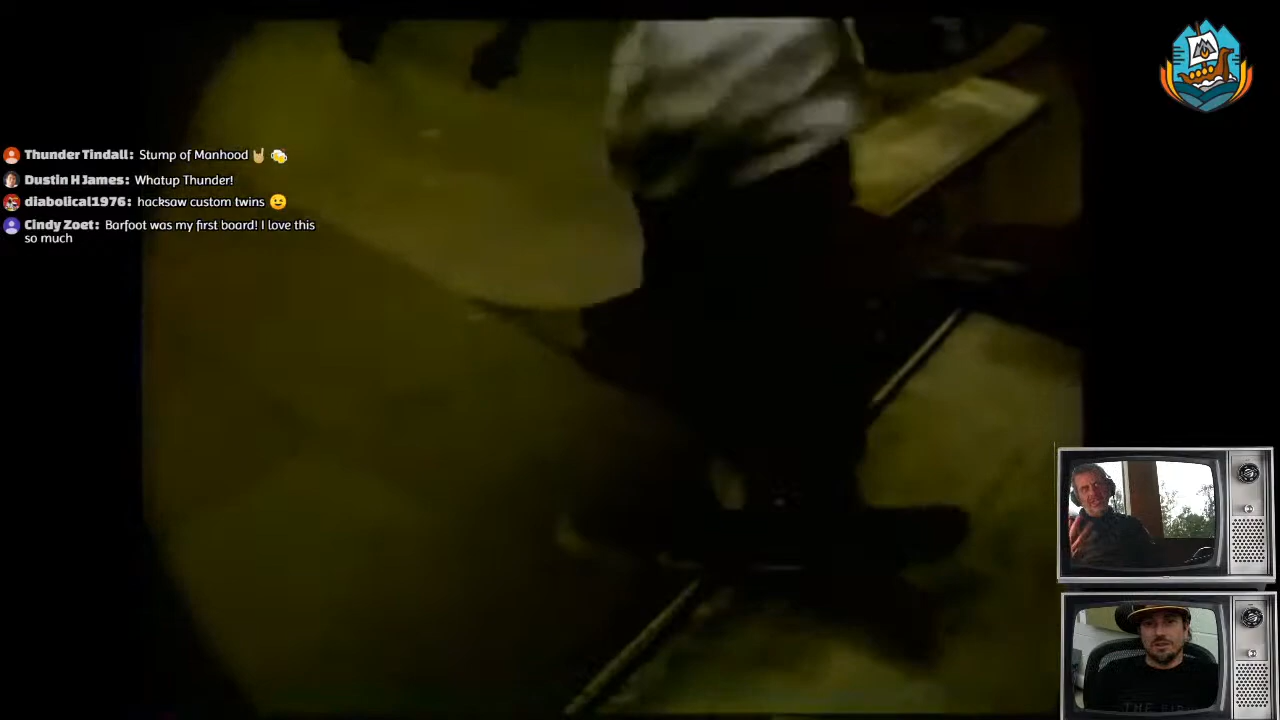 Thunder Tindall: Stump of Manhood 🤘🏼 🍻
Dustin H James: Whatup Thunder!
diabolical1976: hacksaw custom twins 😉
Cindy Zoet: Barfoot was my first board! I love this
so much